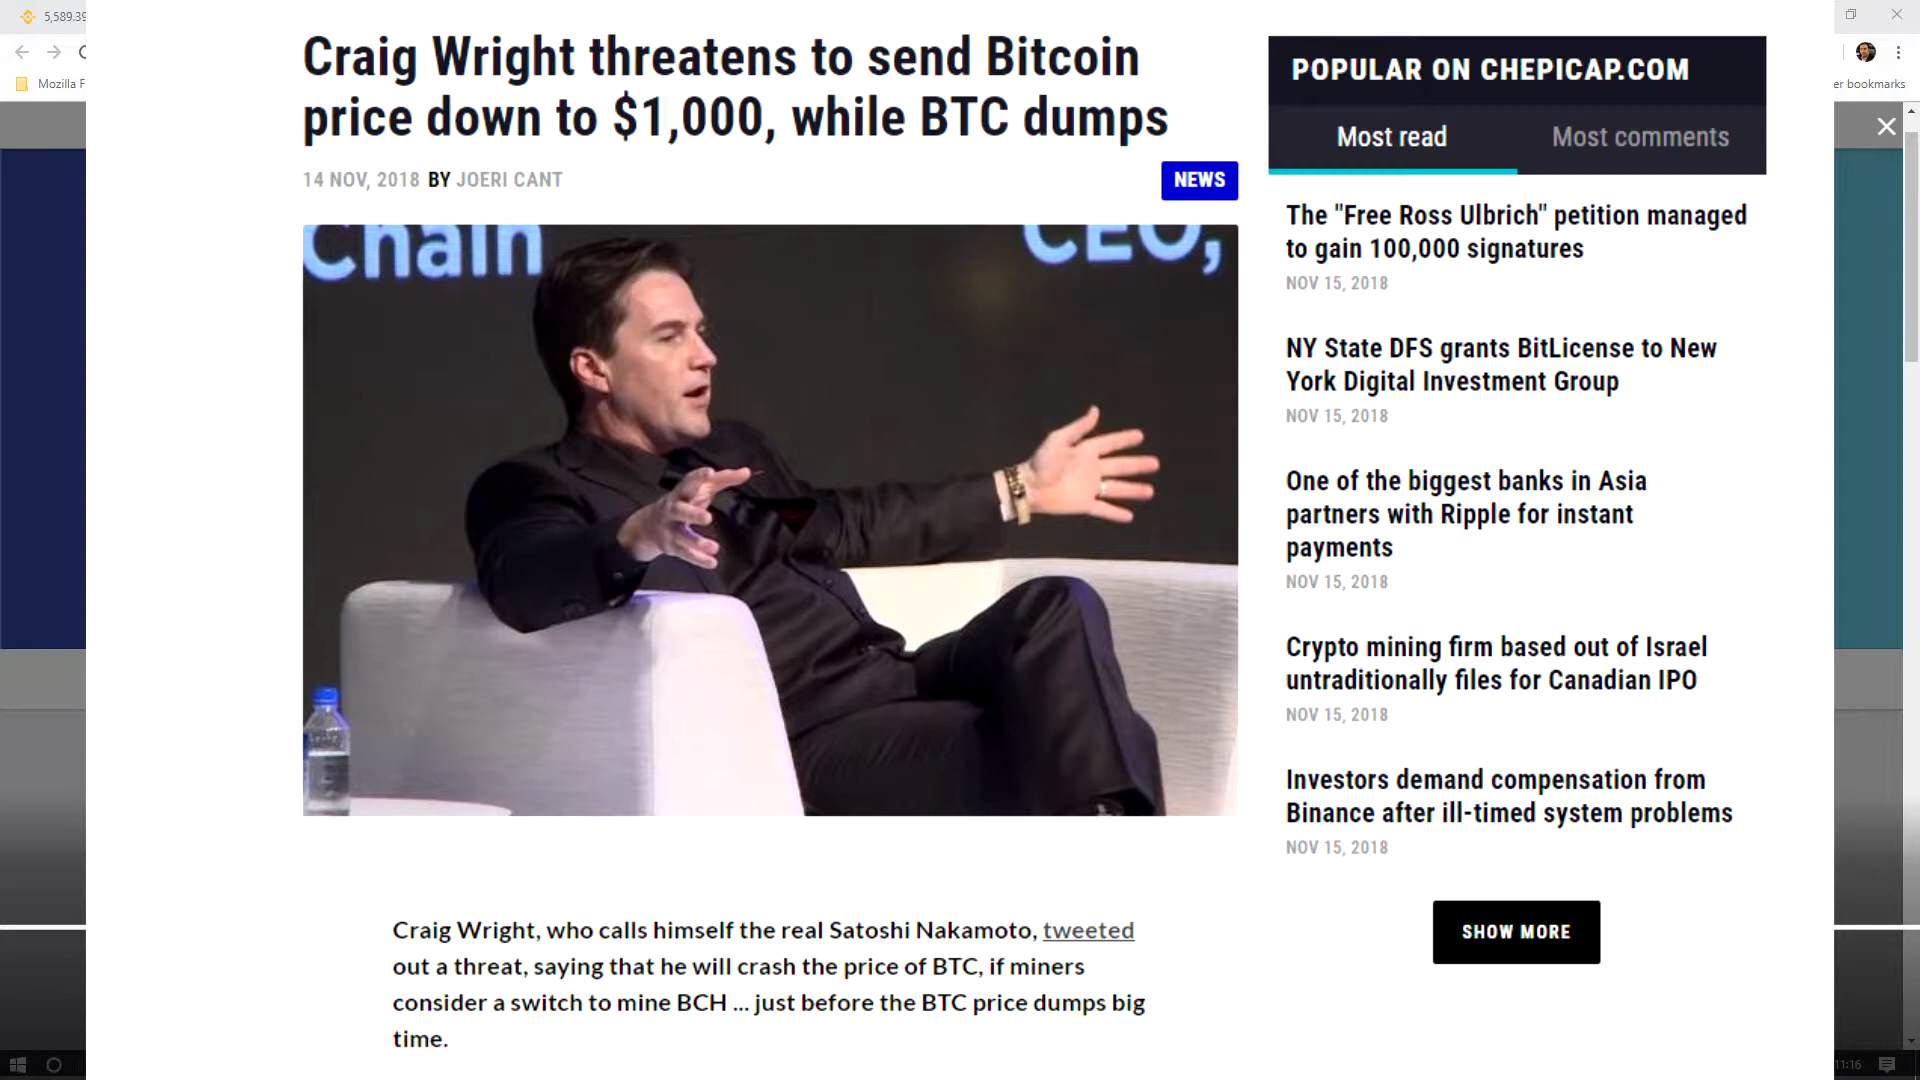 5,589.39
Mozilla F
er bookmarks
Craig Wright threatens to send Bitcoin
price down to $1,000, while BTC dumps
14 NOV, 2018 BY JOERI CANT
NEWS
Chain
CEO,
POPULAR ON CHEPICAP.COM
Most read
Most comments
The "Free Ross Ulbrich" petition managed
to gain 100,000 signatures
NOV 15, 2018
NY State DFS grants BitLicense to New
York Digital Investment Group
NOV 15, 2018
One of the biggest banks in Asia
partners with Ripple for instant
payments
NOV 15, 2018
Crypto mining firm based out of Israel
untraditionally files for Canadian IPO
NOV 15, 2018
Investors demand compensation from
Binance after ill-timed system problems
NOV 15, 2018
SHOW MORE
Craig Wright, who calls himself the real Satoshi Nakamoto, tweeted
out a threat, saying that he will crash the price of BTC, if miners
consider a switch to mine BCH ... just before the BTC price dumps big
time.
11:16